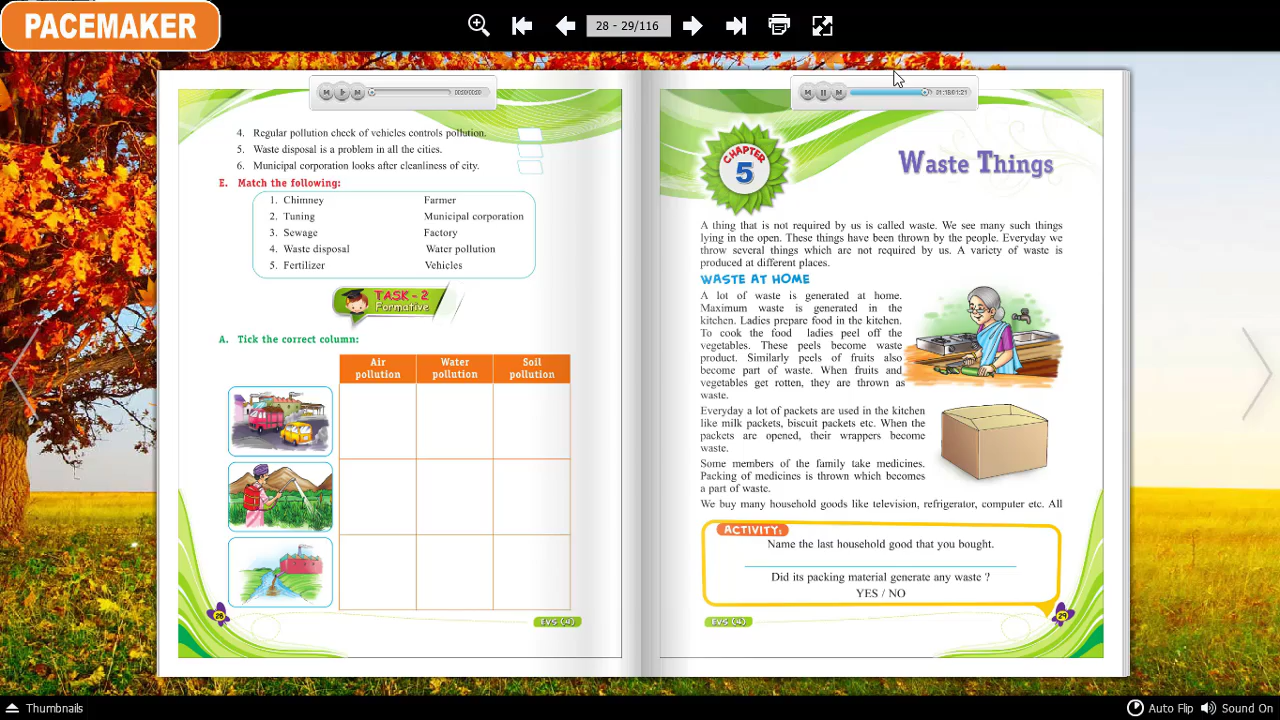 PACEMAKER
28 - 29/116
00:00/00:00
01:18/01:21
4. Regular pollution check of vehicles controls pollution.
5. Waste disposal is a problem in all the cities.
6. Municipal corporation looks after cleanliness of city.
E. Match the following:
1. Chimney Farmer
2. Tuning Municipal corporation
3. Sewage Factory
4. Waste disposal Water pollution
5. Fertilizer Vehicles
TASK - 2
Formative
A. Tick the correct column:
Air Water Soil
pollution pollution pollution
EVS (4)
CHAPTER
5
Waste Things
A thing that is not required by us is called waste. We see many such things
lying in the open. These things have been thrown by the people. Everyday we
throw several things which are not required by us. A variety of waste is
produced at different places.
WASTE AT HOME
A lot of waste is generated at home.
Maximum waste is generated in the
kitchen. Ladies prepare food in the kitchen.
To cook the food ladies peel off the
vegetables. These peels become waste
product. Similarly peels of fruits also
become part of waste. When fruits and
vegetables get rotten, they are thrown as
waste.
Everyday a lot of packets are used in the kitchen
like milk packets, biscuit packets etc. When the
packets are opened, their wrappers become
waste.
Some members of the family take medicines.
Packing of medicines is thrown which becomes
a part of waste.
We buy many household goods like television, refrigerator, computer etc. All
ACTIVITY:
Name the last household good that you bought.
Did its packing material generate any waste ?
YES / NO
EVS (4)
29
Thumbnails
Auto Flip
Sound On